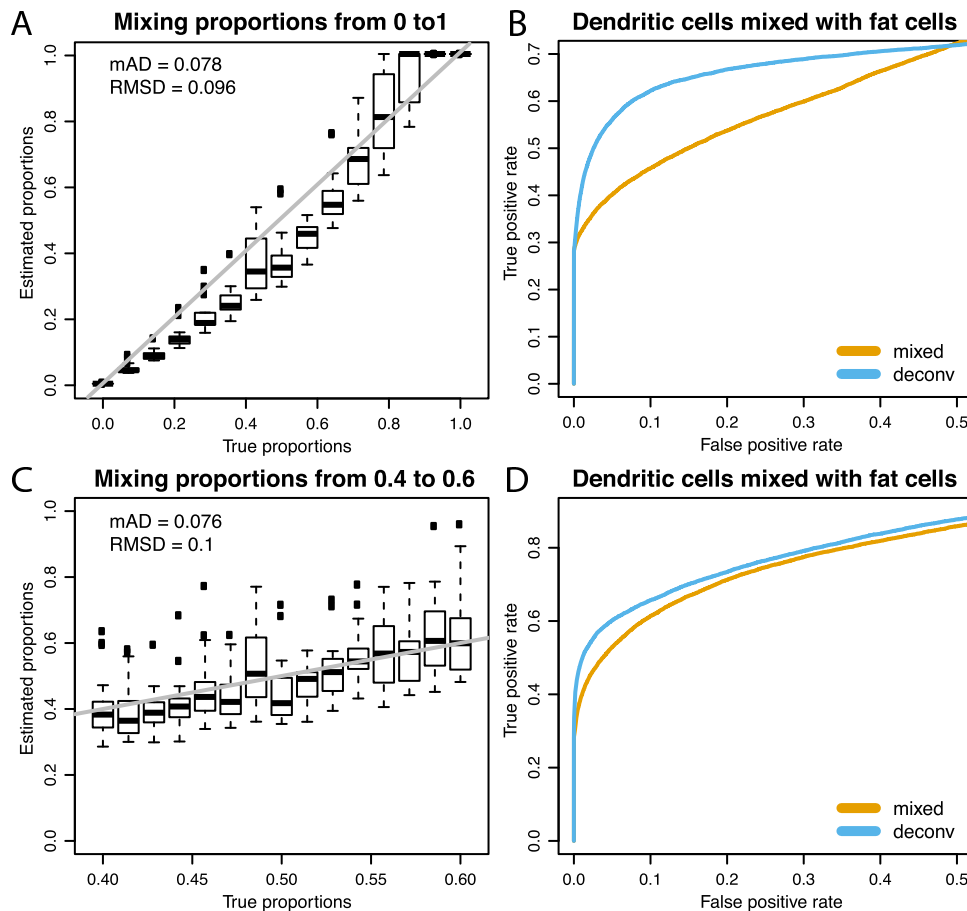 A
Mixing proportions from 0 to1
mAD = 0.078
RMSD = 0.096
Estimated proportions
0.0
0.2
0.4
0.6
0.8
1.0
0.0 0.2 0.4 0.6 0.8 1.0
True proportions
B
Dendritic cells mixed with fat cells
True positive rate
0.0
0.1
0.2
0.3
0.4
0.5
0.6
0.7
mixed
deconv
0.0 0.1 0.2 0.3 0.4 0.5
False positive rate
C
Mixing proportions from 0.4 to 0.6
mAD = 0.076
RMSD = 0.1
Estimated proportions
0.0
0.2
0.4
0.6
0.8
1.0
0.40 0.45 0.50 0.55 0.60
True proportions
D
Dendritic cells mixed with fat cells
True positive rate
0.0
0.2
0.4
0.6
0.8
mixed
deconv
0.0 0.1 0.2 0.3 0.4 0.5
False positive rate